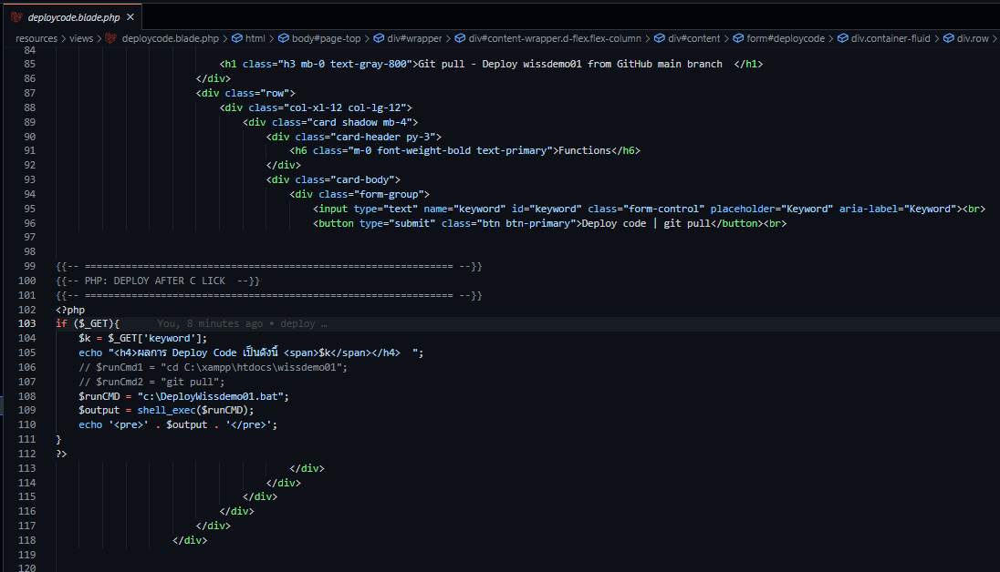 deploycode.blade.php
resources > views > deploycode.blade.php > html > body#page-top > div#wrapper > div#content-wrapper.d-flex.flex-column > div#content > form#deploycode > div.container-fluid > div.row >
84
85 <h1 class="h3 mb-0 text-gray-800">Git pull - Deploy wissdemo01 from GitHub main branch  </h1>
86 </div>
87 <div class="row">
88 <div class="col-xl-12 col-lg-12">
89 <div class="card shadow mb-4">
90 <div class="card-header py-3">
91 <h6 class="m-0 font-weight-bold text-primary">Functions</h6>
92 </div>
93 <div class="card-body">
94 <div class="form-group">
95 <input type="text" name="keyword" id="keyword" class="form-control" placeholder="Keyword" aria-label="Keyword"><br>
96 <button type="submit" class="btn btn-primary">Deploy code | git pull</button><br>
97
98
99 {{-- =============================================================== --}}
100 {{-- PHP: DEPLOY AFTER C LICK  --}}
101 {{-- =============================================================== --}}
102 <?php
103 if ($_GET){ You, 8 minutes ago • deploy …
104 $k = $_GET['keyword'];
105 echo "<h4>ผลการ Deploy Code เป็นดังนี้ <span>$k</span></h4>  ";
106 // $runCmd1 = "cd C:\xampp\htdocs\wissdemo01";
107 // $runCmd2 = "git pull";
108 $runCMD = "c:\DeployWissdemo01.bat";
109 $output = shell_exec($runCMD);
110 echo '<pre>' . $output . '</pre>';
111 }
112 ?>
113 </div>
114 </div>
115 </div>
116 </div>
117 </div>
118 </div>
119
120